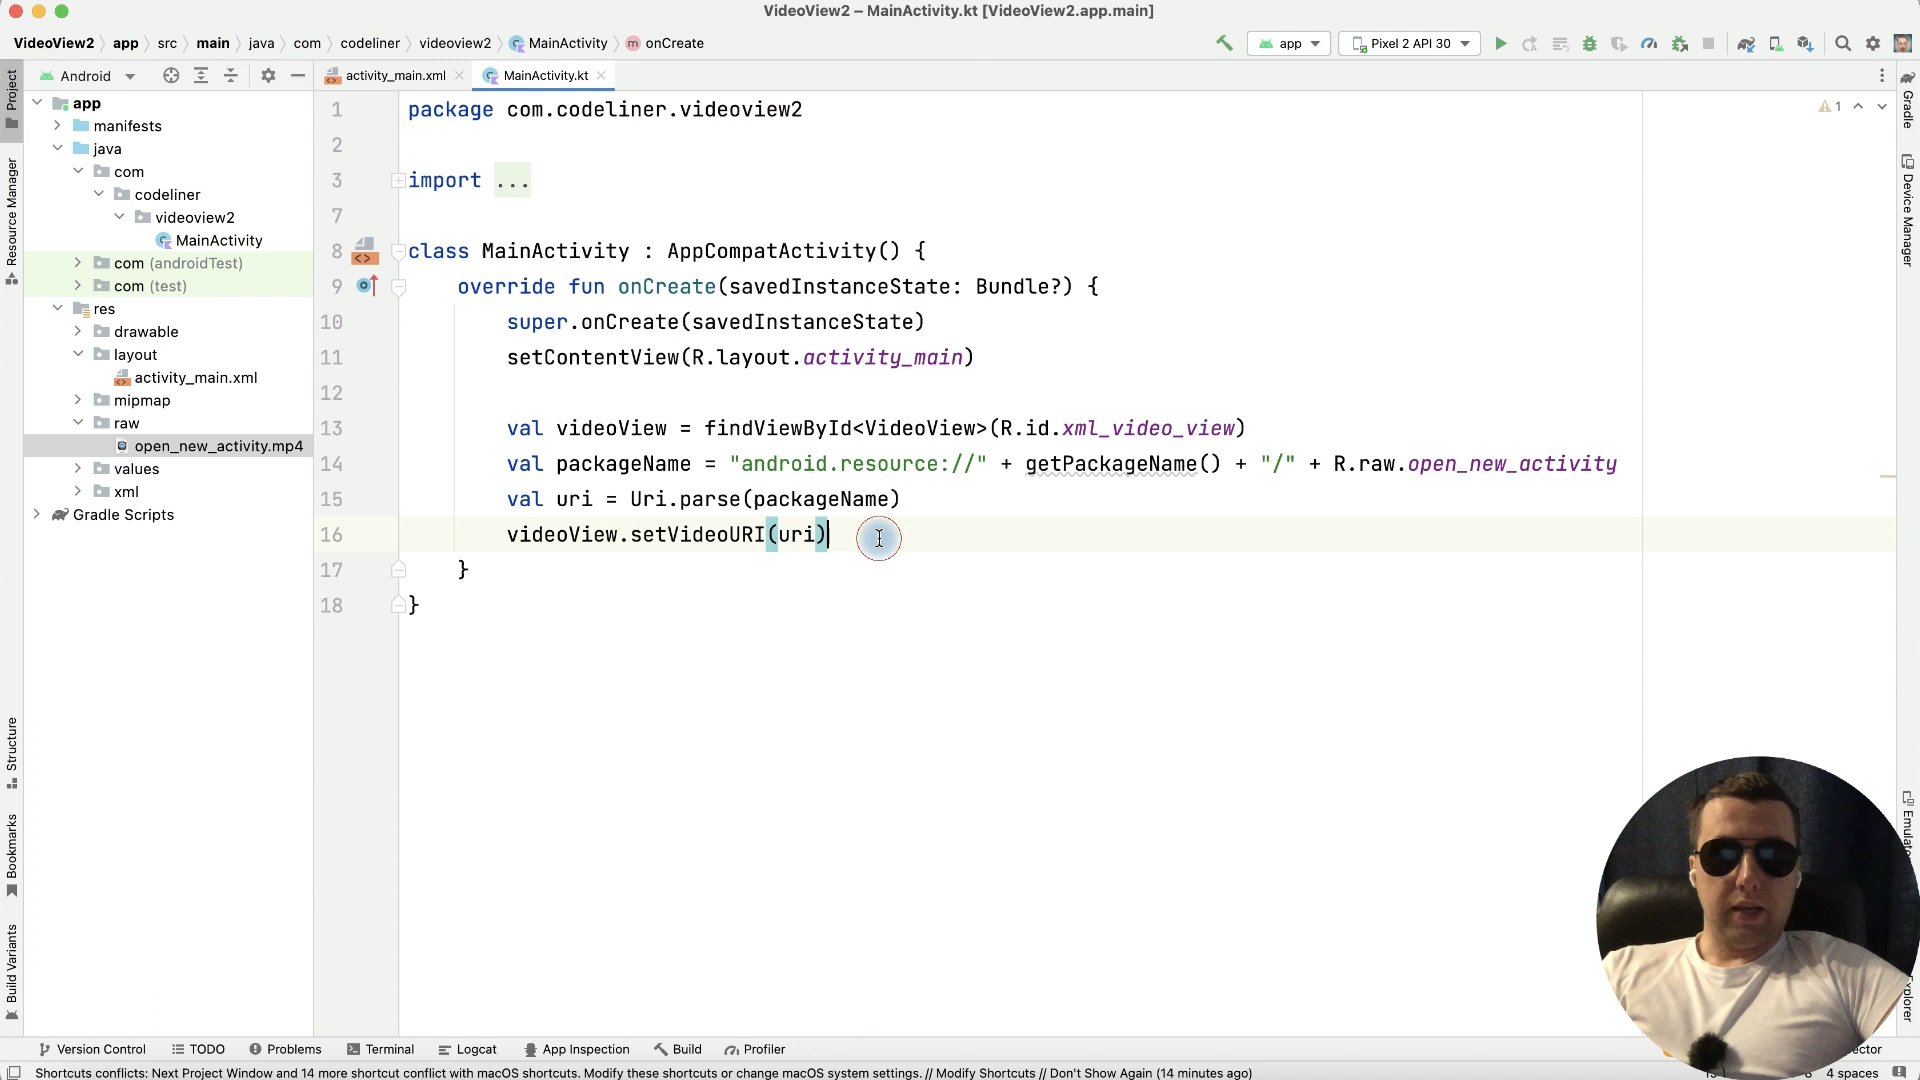 VideoView2 – MainActivity.kt [VideoView2.app.main]
VideoView2 app src main java com codeliner videoview2 MainActivity onCreate
app Pixel 2 API 30
Android
activity_main.xml
MainActivity.kt
Project
Resource Manager
Structure
Bookmarks
Build Variants
app
manifests
java
com
codeliner
videoview2
MainActivity
com (androidTest)
com (test)
res
drawable
layout
activity_main.xml
mipmap
raw
open_new_activity.mp4
values
xml
Gradle Scripts
1 package com.codeliner.videoview2
2
3 import ...
7
8 class MainActivity : AppCompatActivity() {
9 override fun onCreate(savedInstanceState: Bundle?) {
10 super.onCreate(savedInstanceState)
11 setContentView(R.layout.activity_main)
12
13 val videoView = findViewById<VideoView>(R.id.xml_video_view)
14 val packageName = "android.resource://" + getPackageName() + "/" + R.raw.open_new_activity
15 val uri = Uri.parse(packageName)
16 videoView.setVideoURI(uri)
17 }
18 }
1
Gradle
Device Manager
Version Control TODO Problems Terminal Logcat App Inspection Build Profiler
Shortcuts conflicts: Next Project Window and 14 more shortcut conflict with macOS shortcuts. Modify these shortcuts or change macOS system settings. // Modify Shortcuts // Don't Show Again (14 minutes ago)
4 spaces